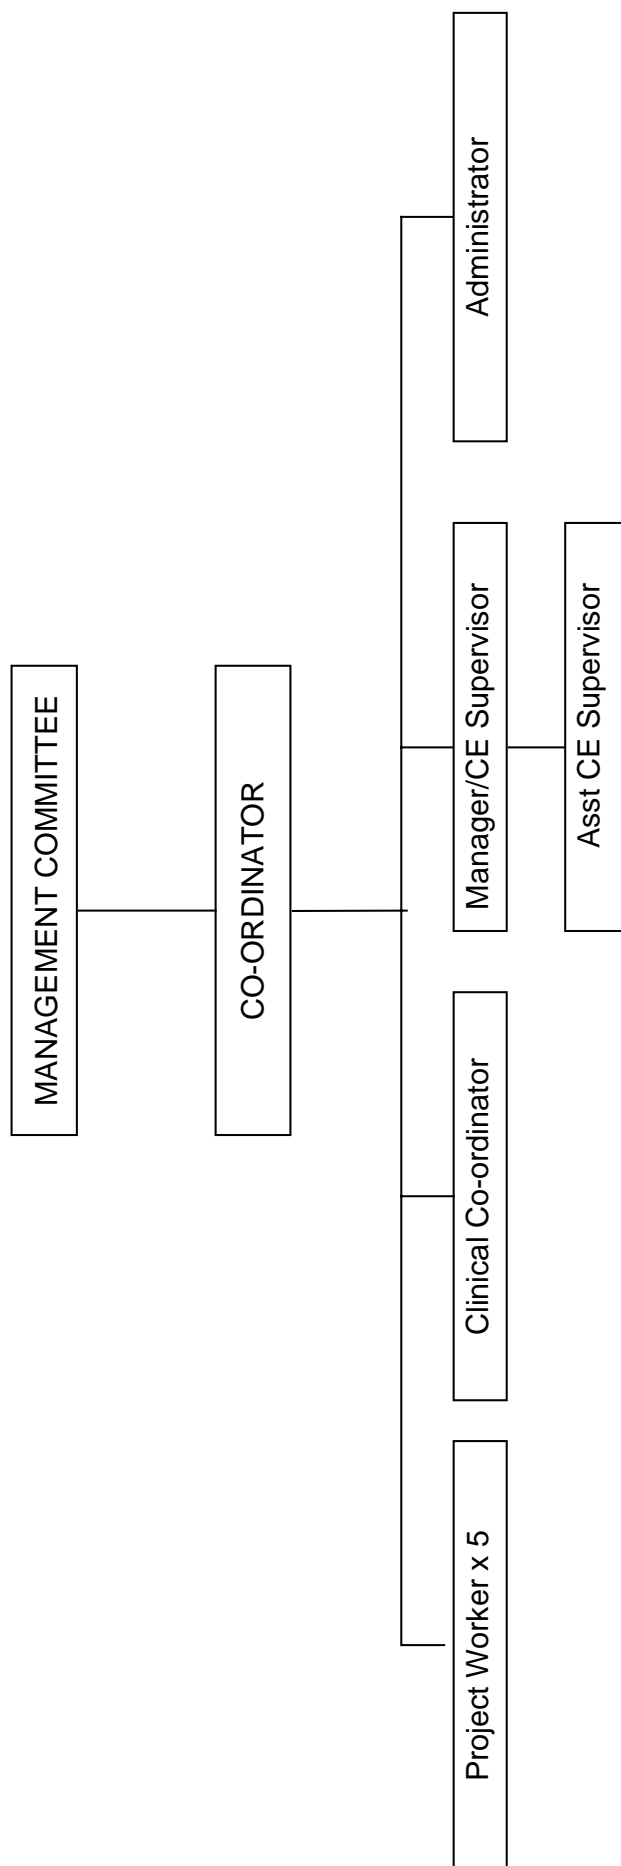 MANAGEMENT COMMITTEE
CO-ORDINATOR
Project Worker x 5
Clinical Co-ordinator
Manager/CE Supervisor
Administrator
Asst CE Supervisor